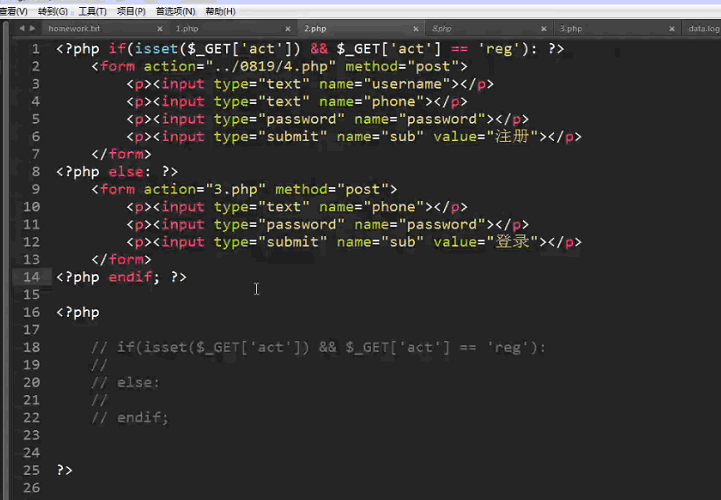 查看(V) 转到(G) 工具(T) 项目(P) 首选项(N) 帮助(H)
homework.txt 1.php 2.php 8.php 3.php data.log
1 <?php if(isset($_GET['act']) && $_GET['act'] == 'reg'): ?>
2 <form action="../0819/4.php" method="post">
3 <p><input type="text" name="username"></p>
4 <p><input type="text" name="phone"></p>
5 <p><input type="password" name="password"></p>
6 <p><input type="submit" name="sub" value="注册"></p>
7 </form>
8 <?php else: ?>
9 <form action="3.php" method="post">
10 <p><input type="text" name="phone"></p>
11 <p><input type="password" name="password"></p>
12 <p><input type="submit" name="sub" value="登录"></p>
13 </form>
14 <?php endif; ?>
15
16 <?php
17
18 // if(isset($_GET['act']) && $_GET['act'] == 'reg'):
19 //
20 // else:
21 //
22 // endif;
23
24
25 ?>
26